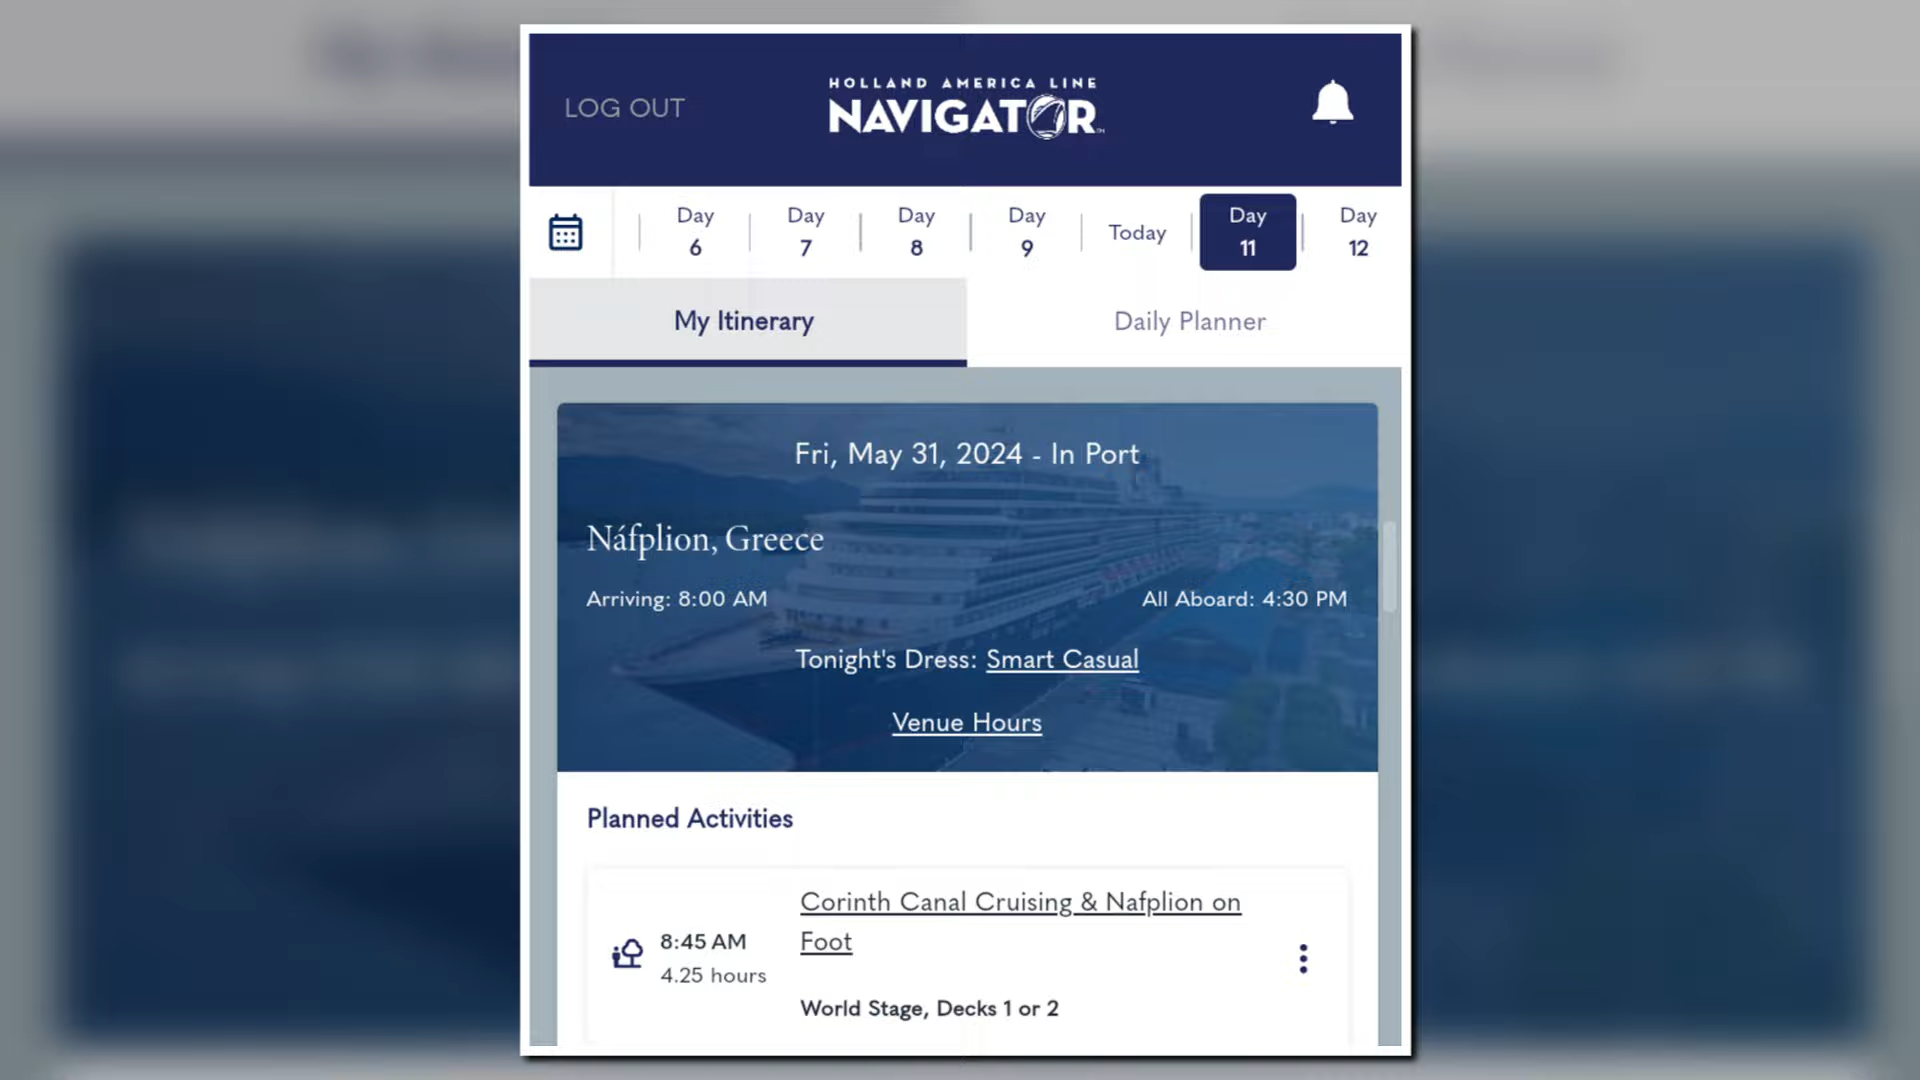 LOG OUT
HOLLAND AMERICA LINE
NAVIGATOR
Day
6
Day
7
Day
8
Day
9
Today
Day
11
Day
12
My Itinerary
Daily Planner
Fri, May 31, 2024 - In Port
Náfplion, Greece
Arriving: 8:00 AM
All Aboard: 4:30 PM
Tonight's Dress: Smart Casual
Venue Hours
Planned Activities
8:45 AM
4.25 hours
Corinth Canal Cruising & Nafplion on
Foot
World Stage, Decks 1 or 2